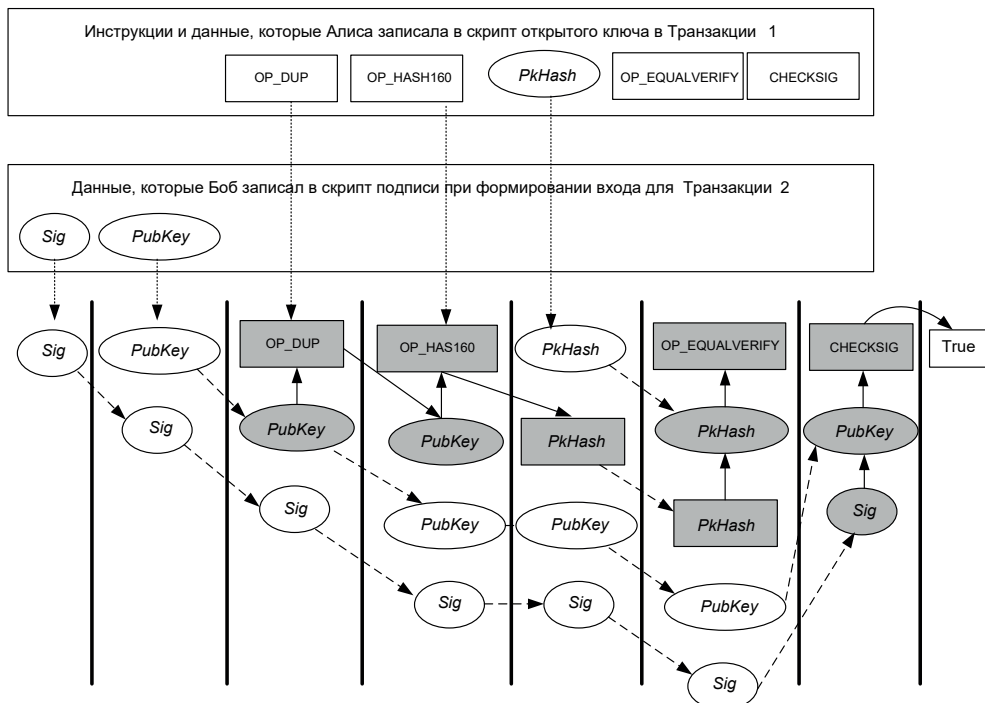 Инструкции и данные, которые Алиса записала в скрипт открытого ключа в Транзакции 1
OP_DUP OP_HASH160 PkHash OP_EQUALVERIFY CHECKSIG
Данные, которые Боб записал в скрипт подписи при формировании входа для Транзакции 2
Sig PubKey
Sig PubKey OP_DUP OP_HAS160 PkHash OP_EQUALVERIFY CHECKSIG True
Sig PubKey PubKey PkHash PkHash PubKey
Sig PubKey PubKey PkHash Sig
Sig Sig PubKey
Sig